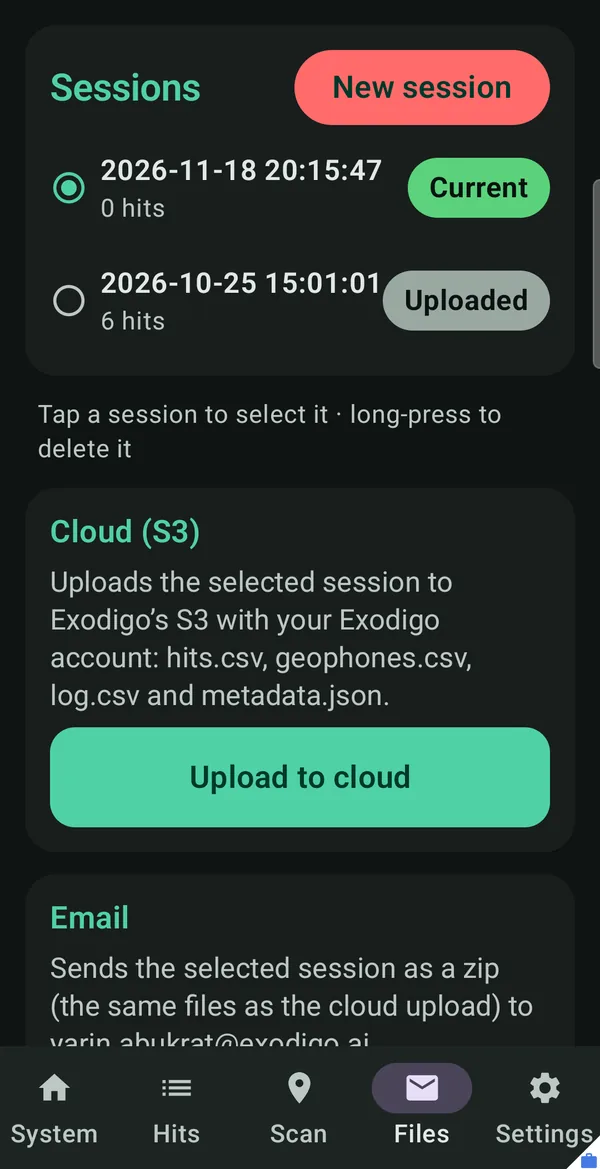 Sessions
New session
2026-11-18 20:15:47
0 hits
Current
2026-10-25 15:01:01
6 hits
Uploaded
Tap a session to select it · long-press to
delete it
Cloud (S3)
Uploads the selected session to
Exodigo’s S3 with your Exodigo
account: hits.csv, geophones.csv,
log.csv and metadata.json.
Upload to cloud
Email
Sends the selected session as a zip
(the same files as the cloud upload) to
yarin.abukrat@exodigo.ai
System
Hits
Scan
Files
Settings